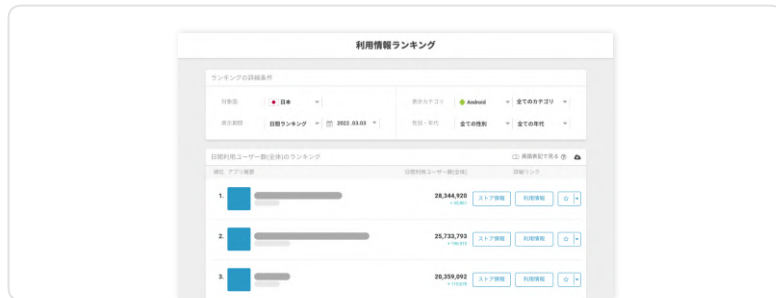 利用情報ランキング
ランキングの詳細条件
対象国 日本 表示カテゴリ Android 全てのカテゴリ
表示期間 日間ランキング 2022.03.03 性別・年代 全ての性別 全ての年代
日間利用ユーザー数(全体)のランキング 英語表記で見る
順位 アプリ概要 日間利用ユーザー数(全体) 詳細リンク
1. 28,344,920 ストア情報 利用情報
2. 25,733,793 ストア情報 利用情報
3. 20,359,092 ストア情報 利用情報